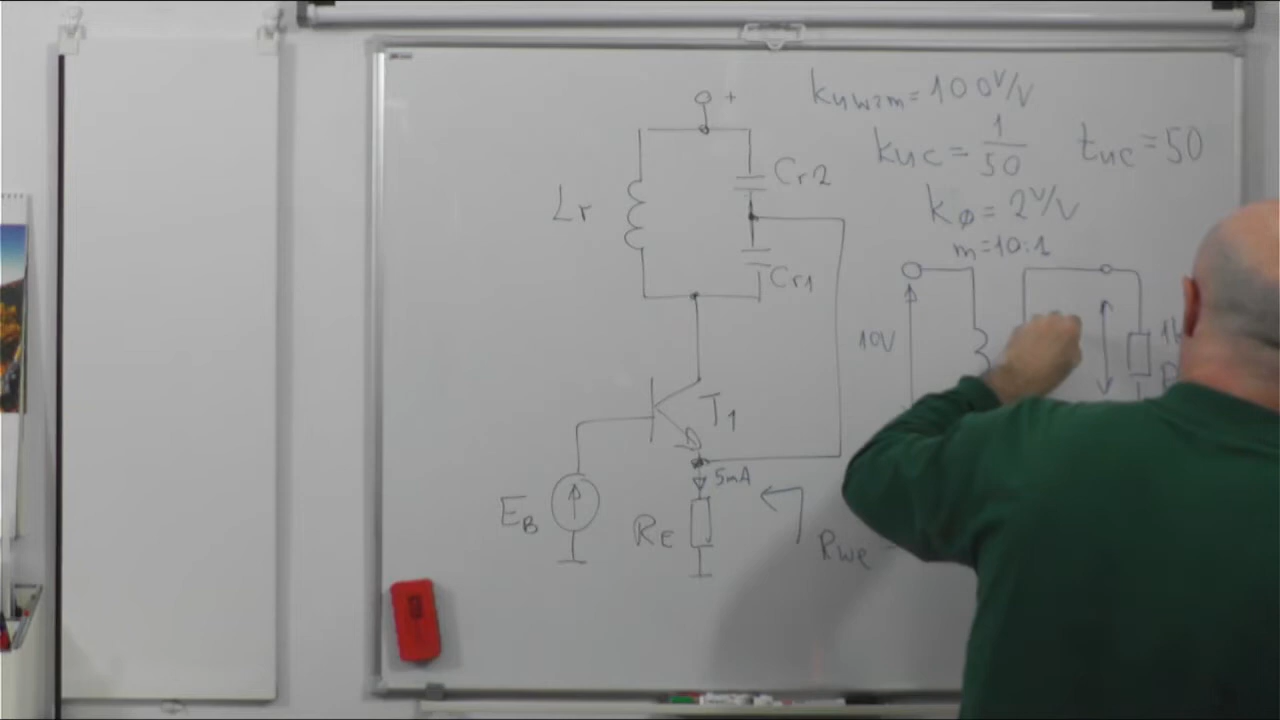 kuwzm = 100 V/V
+
kuc = 1/50
tuc = 50
Cr2
Lr
kø = 2 V/V
m = 10:1
Cr1
10V
T1
5mA
EB
RE
Rwe